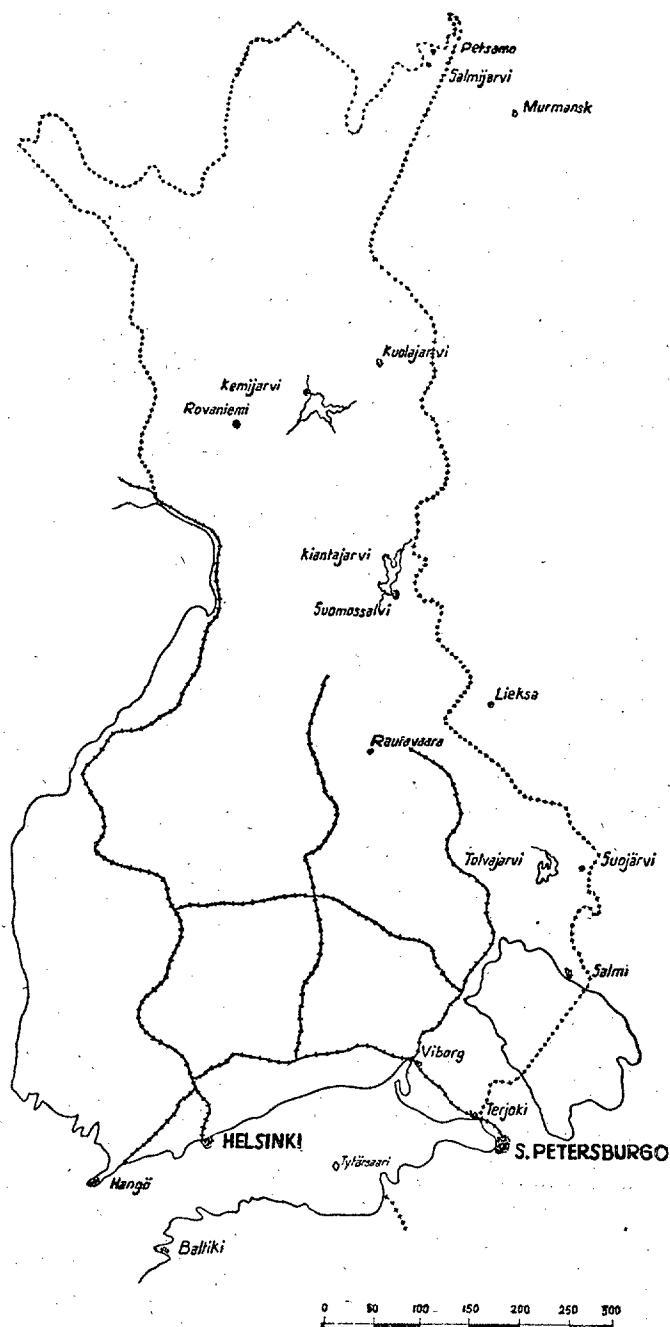 Petsamo
Salmijarvi
Murmansk
Kuolajarvi
Kemijarvi
Rovaniemi
Kiantajarvi
Suomossalvi
Lieksa
Rautavaara
Tolvajarvi
Suojärvi
Salmi
Viborg
Terjoki
HELSINKI
S. PETERSBURGO
Tytärsaari
Hangö
Baltiki
0 50 100 150 200 250 300